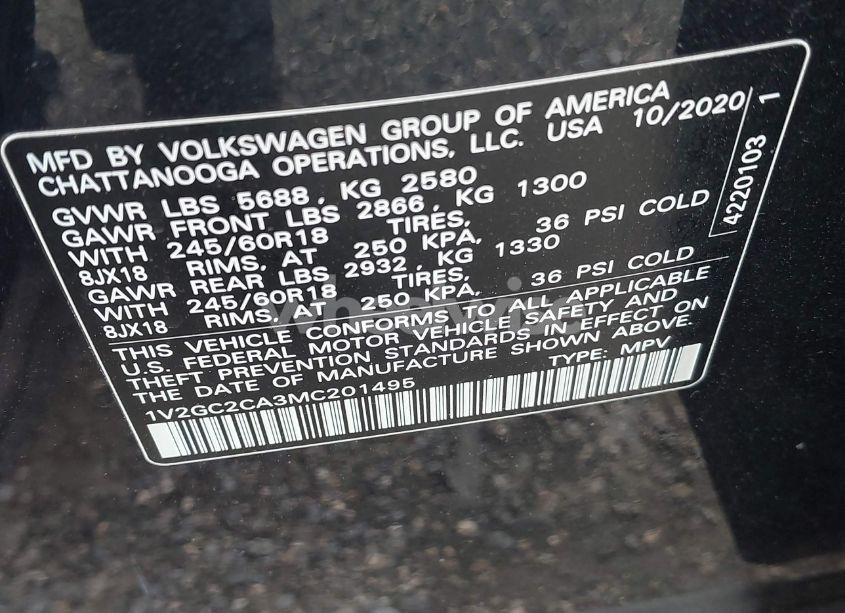 MFD BY VOLKSWAGEN GROUP OF AMERICA
CHATTANOOGA OPERATIONS, LLC. USA 10/2020
GVWR LBS 5688, KG 2580
GAWR FRONT LBS 2866, KG 1300
WITH 245/60R18 TIRES,
8JX18 RIMS, AT 250 KPA, 36 PSI COLD
GAWR REAR LBS 2932, KG 1330
WITH 245/60R18 TIRES,
8JX18 RIMS, AT 250 KPA, 36 PSI COLD
THIS VEHICLE CONFORMS TO ALL APPLICABLE
U.S. FEDERAL MOTOR VEHICLE SAFETY AND
THEFT PREVENTION STANDARDS IN EFFECT ON
THE DATE OF MANUFACTURE SHOWN ABOVE.
1V2GC2CA3MC201495 TYPE: MPV
4220103 1